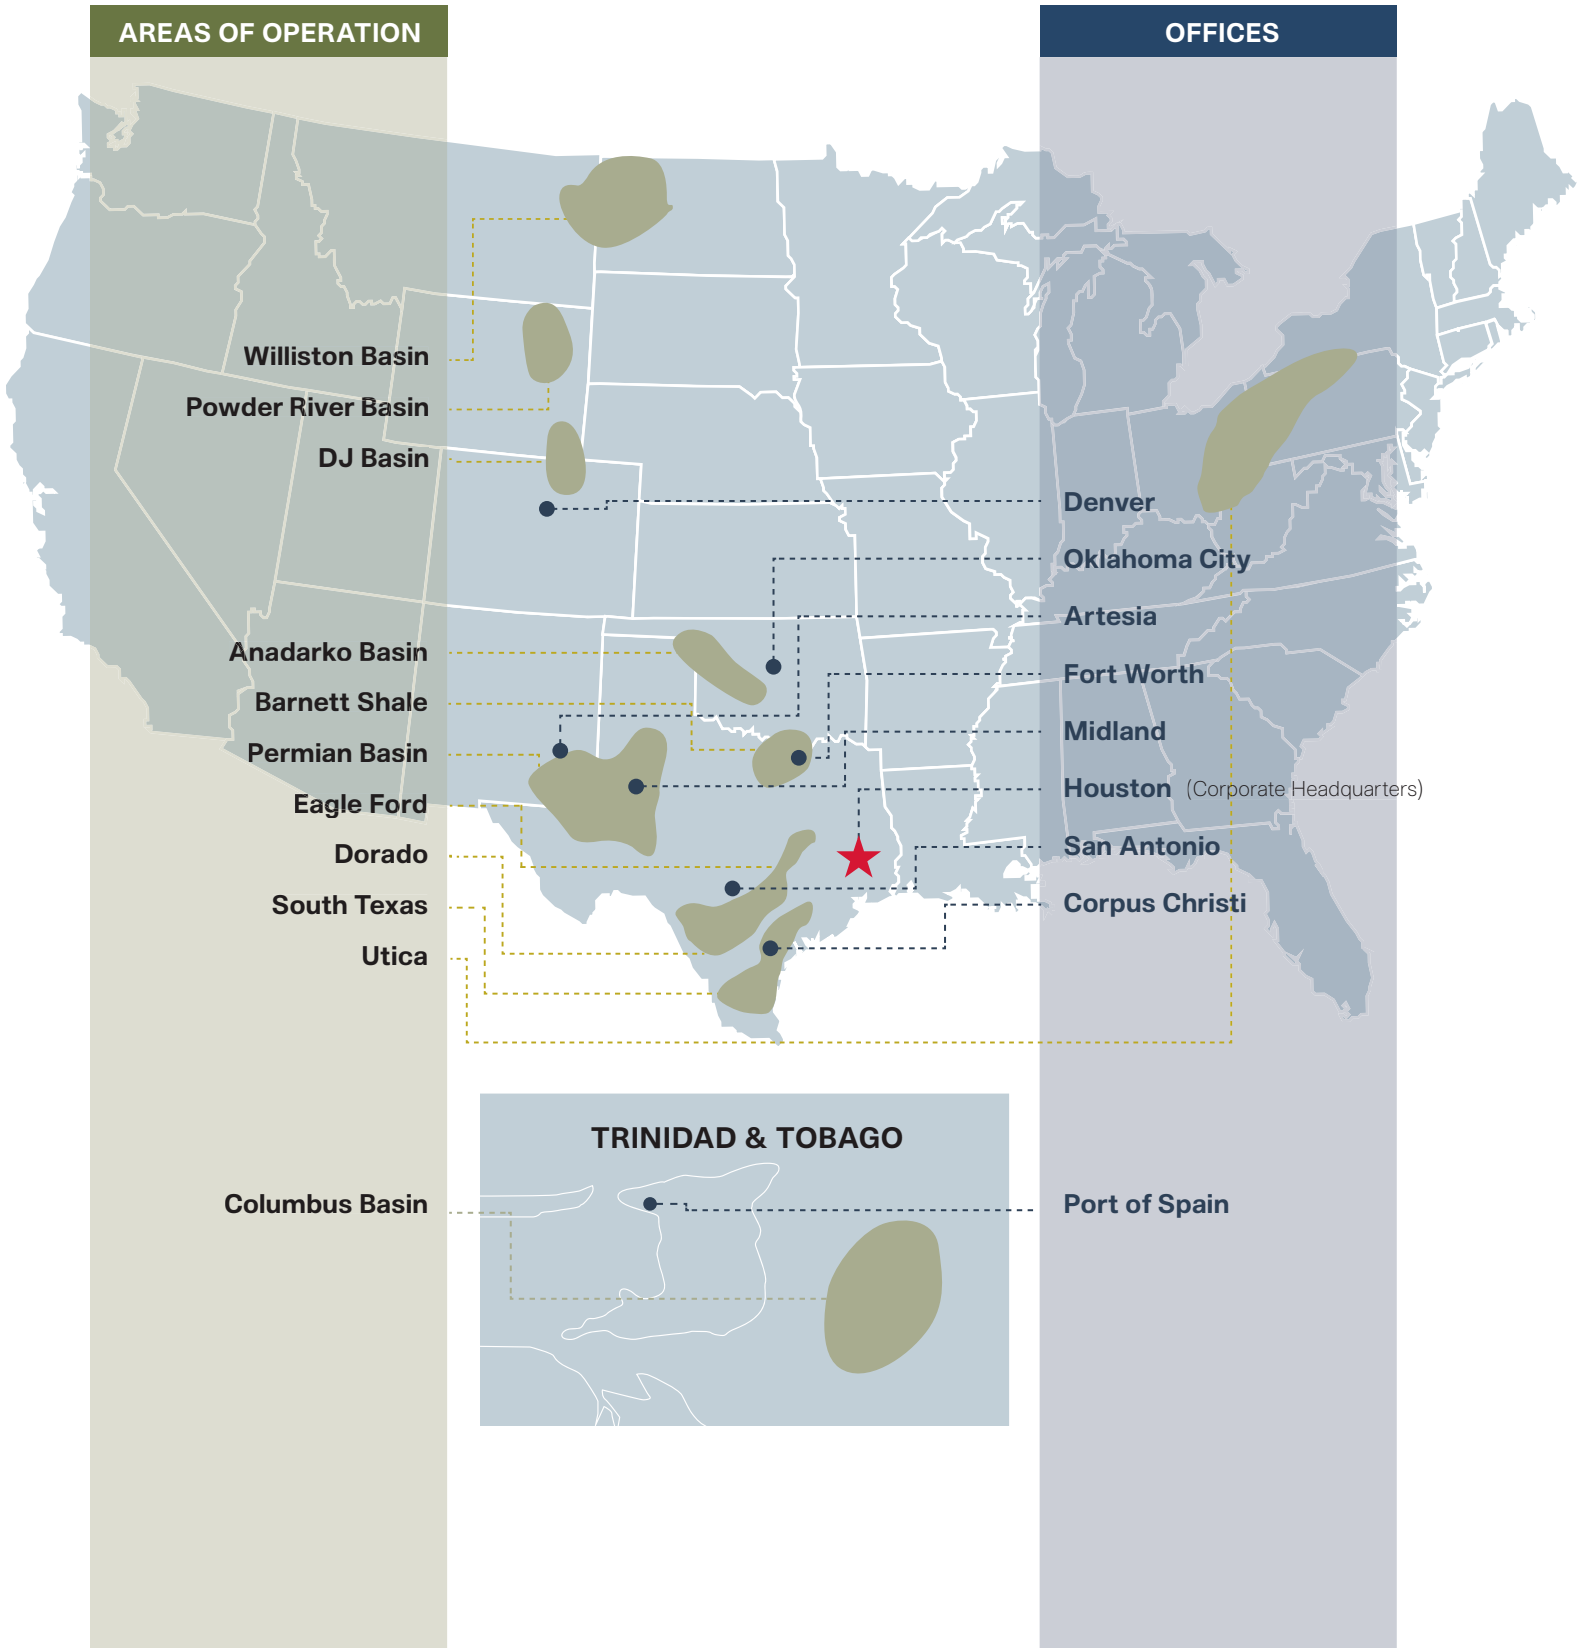 AREAS OF OPERATION
Williston Basin
Powder River Basin
DJ Basin
Anadarko Basin
Barnett Shale
Permian Basin
Eagle Ford
Dorado
South Texas
Utica
Columbus Basin
OFFICES
Denver
Oklahoma City
Artesia
Fort Worth
Midland
Houston (Corporate Headquarters)
San Antonio
Corpus Christi
Port of Spain
TRINIDAD & TOBAGO